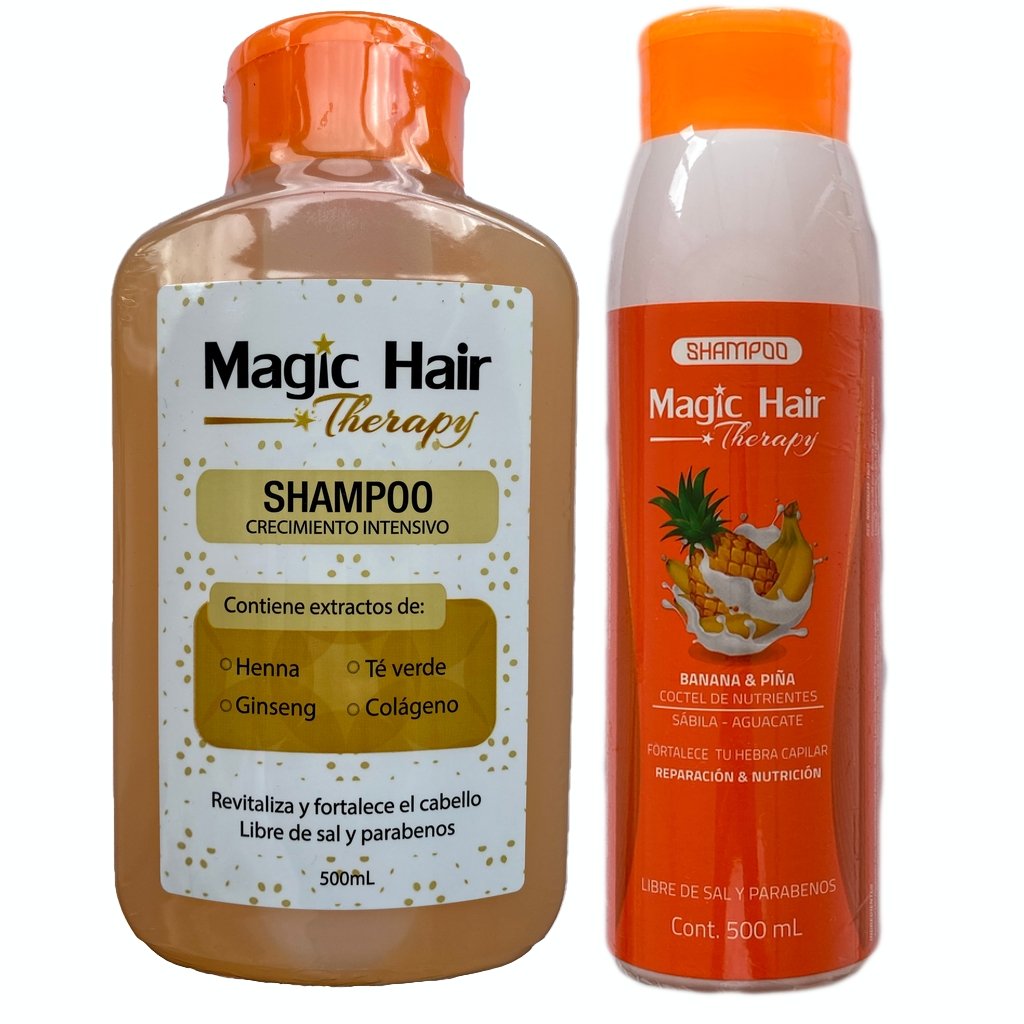 Magic Hair
Therapy
SHAMPOO
CRECIMIENTO INTENSIVO
Contiene extractos de:
Henna
Té verde
Ginseng
Colágeno
Revitaliza y fortalece el cabello
Libre de sal y parabenos
500mL
SHAMPOO
Magic Hair
Therapy
BANANA & PIÑA
COCTEL DE NUTRIENTES
SÁBILA - AGUACATE
FORTALECE TU HEBRA CAPILAR
REPARACIÓN & NUTRICIÓN
LIBRE DE SAL Y PARABENOS
Cont. 500 mL